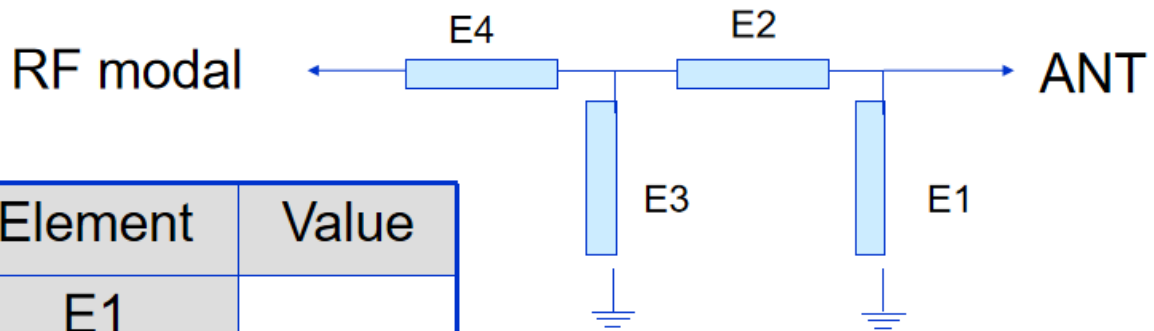 E4
E2
RF modal
ANT
E3
E1
Element Value
E1